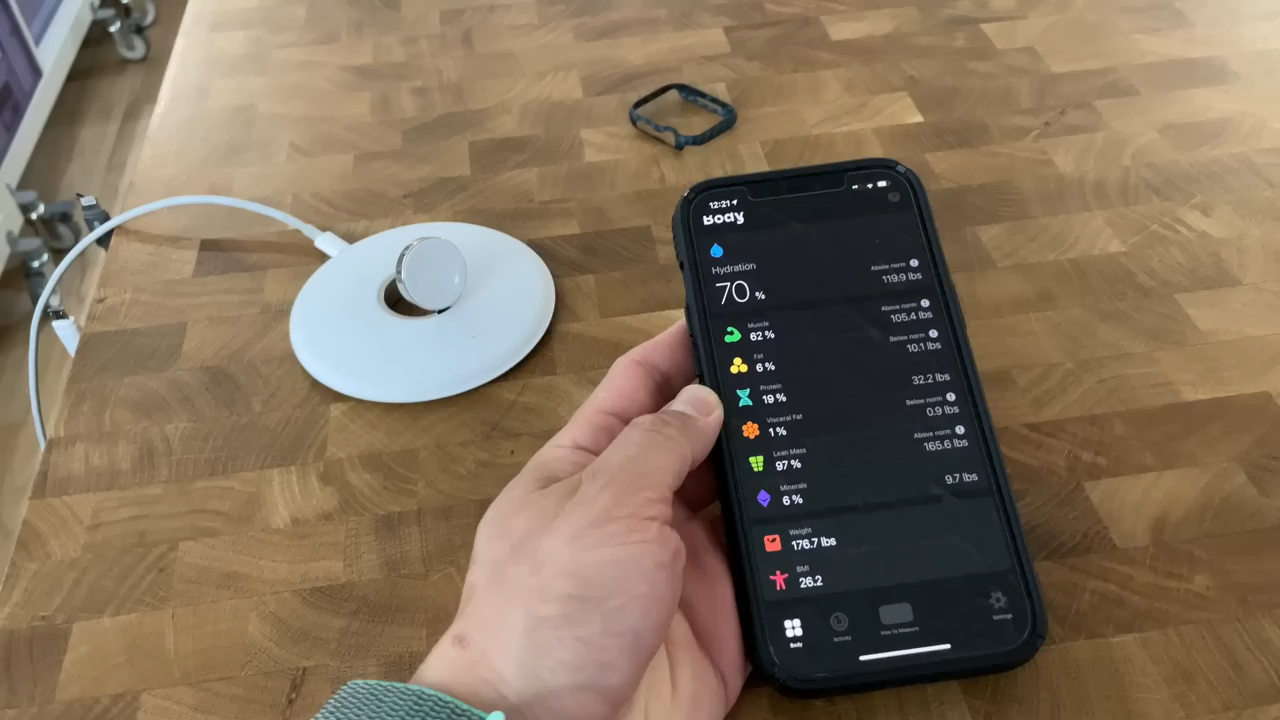 12:21
Body
Hydration
70 %
Above norm
119.9 lbs
Muscle
62 %
Above norm
105.4 lbs
Fat
6 %
Below norm
10.1 lbs
Protein
19 %
32.2 lbs
Visceral Fat
1 %
Below norm
0.9 lbs
Lean Mass
97 %
Above norm
165.6 lbs
Minerals
6 %
9.7 lbs
Weight
176.7 lbs
BMI
26.2
Body
Activity
How to Measure
Settings